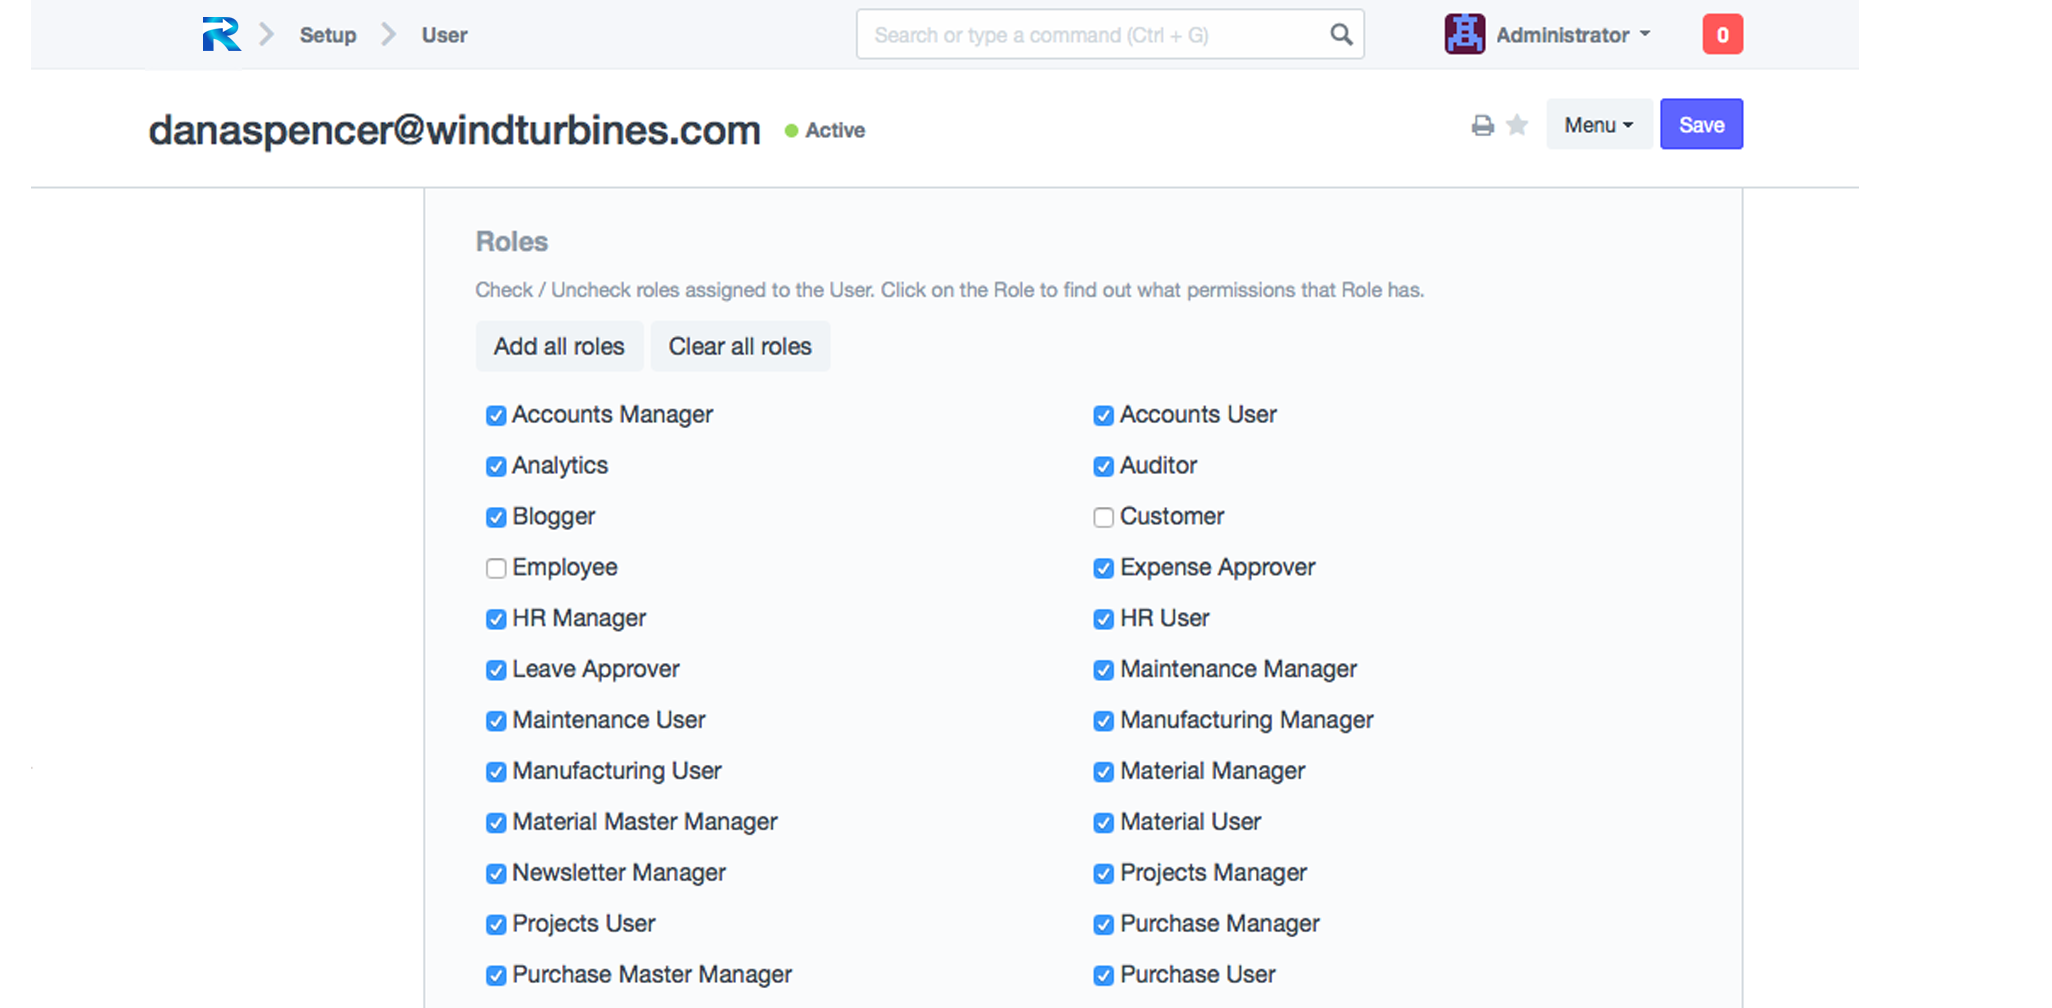 Setup User Search or type a command (Ctrl + G) Administrator 0
danaspencer@windturbines.com Active Menu Save
Roles
Check / Uncheck roles assigned to the User. Click on the Role to find out what permissions that Role has.
Add all roles Clear all roles
Accounts Manager Accounts User
Analytics Auditor
Blogger Customer
Employee Expense Approver
HR Manager HR User
Leave Approver Maintenance Manager
Maintenance User Manufacturing Manager
Manufacturing User Material Manager
Material Master Manager Material User
Newsletter Manager Projects Manager
Projects User Purchase Manager
Purchase Master Manager Purchase User